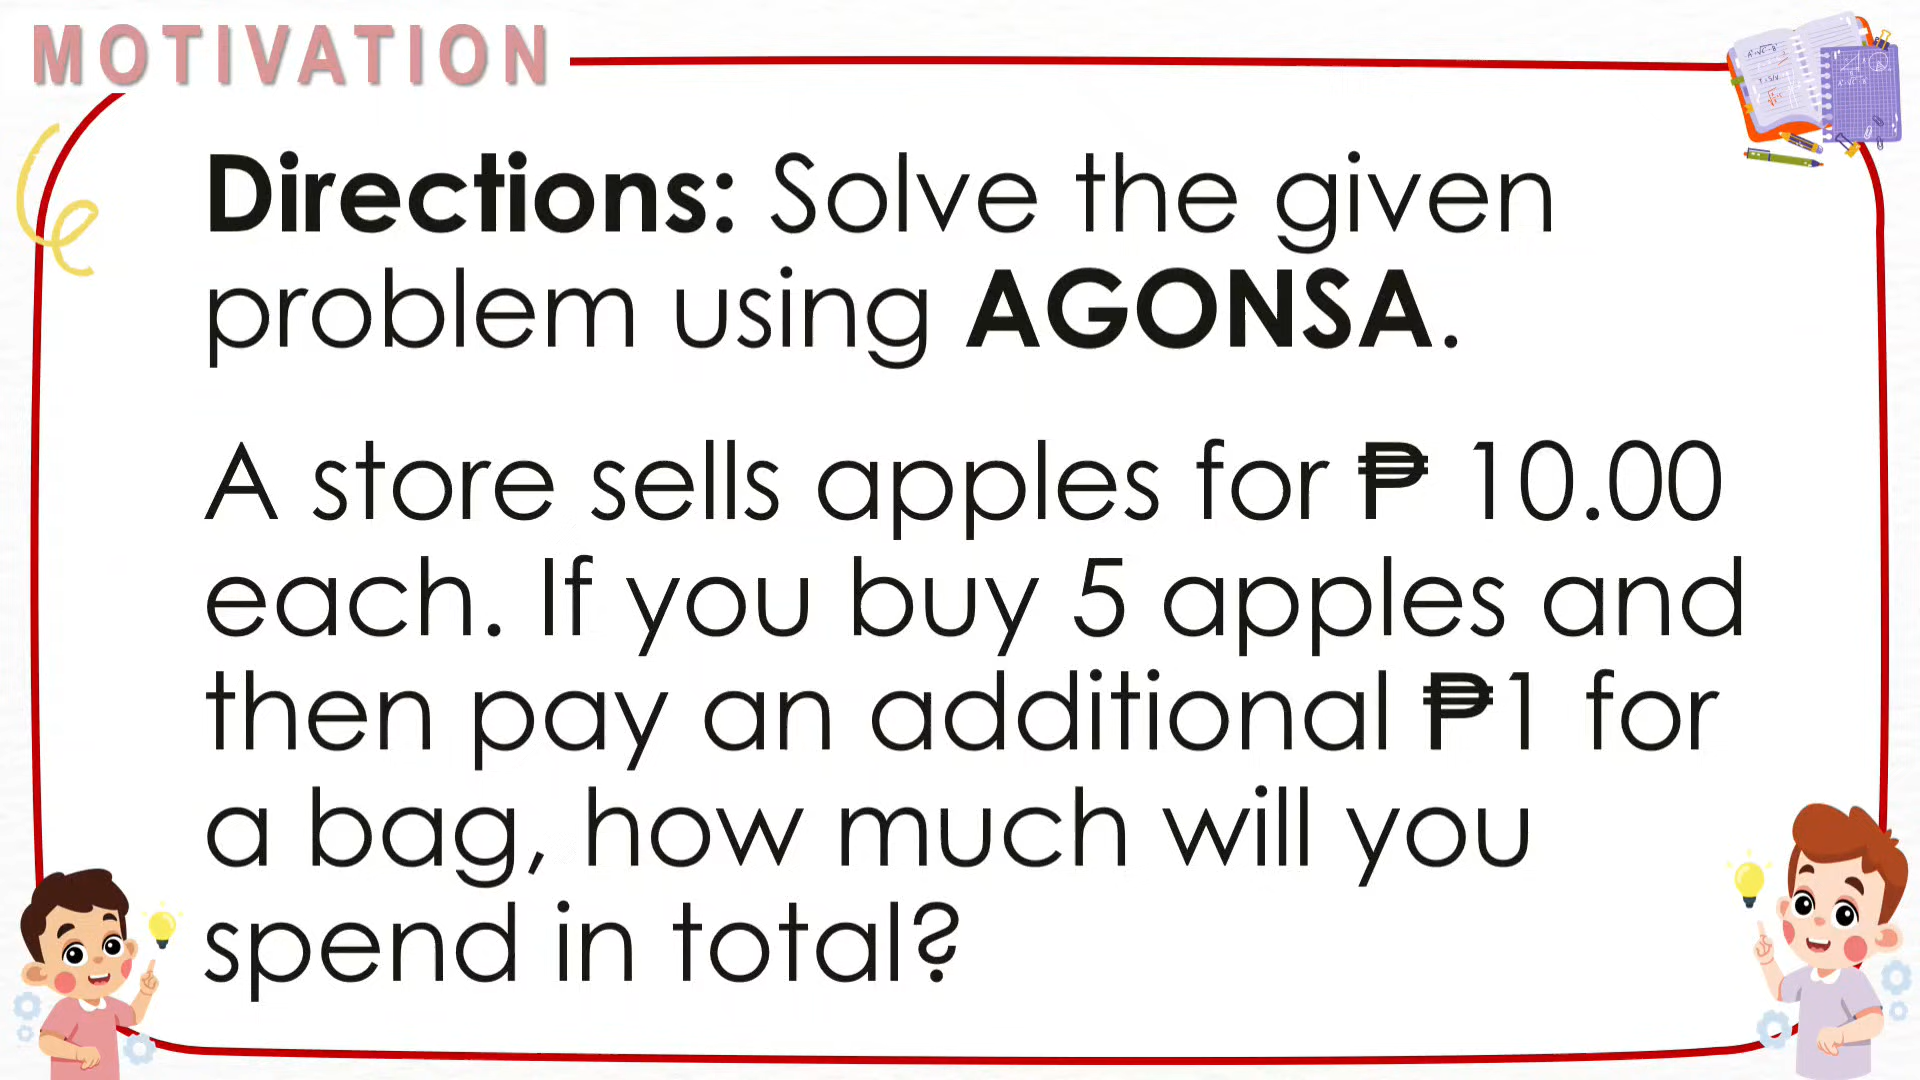 MOTIVATION
Directions: Solve the given
problem using AGONSA.
A store sells apples for ₱ 10.00
each. If you buy 5 apples and
then pay an additional ₱1 for
a bag, how much will you
spend in total?